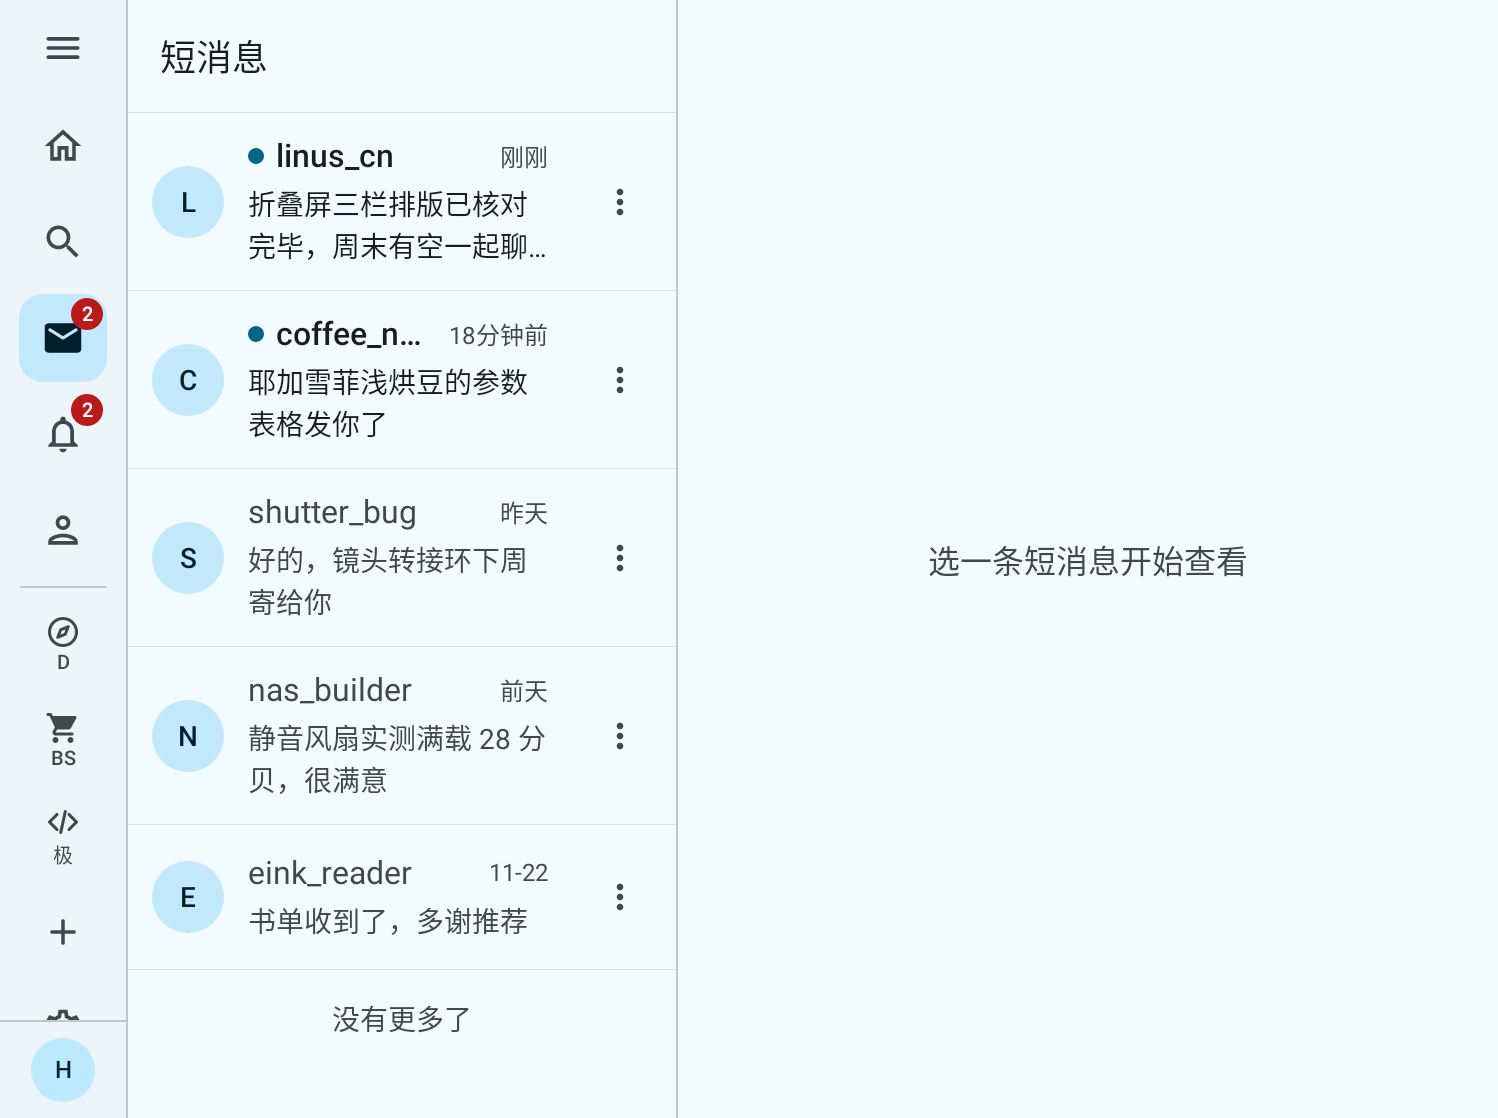 2
2
D
BS
极
H
短消息
L
linus_cn
刚刚
折叠屏三栏排版已核对
完毕，周末有空一起聊…
C
coffee_n…
18分钟前
耶加雪菲浅烘豆的参数
表格发你了
S
shutter_bug
昨天
好的，镜头转接环下周
寄给你
N
nas_builder
前天
静音风扇实测满载 28 分
贝，很满意
E
eink_reader
11-22
书单收到了，多谢推荐
没有更多了
选一条短消息开始查看